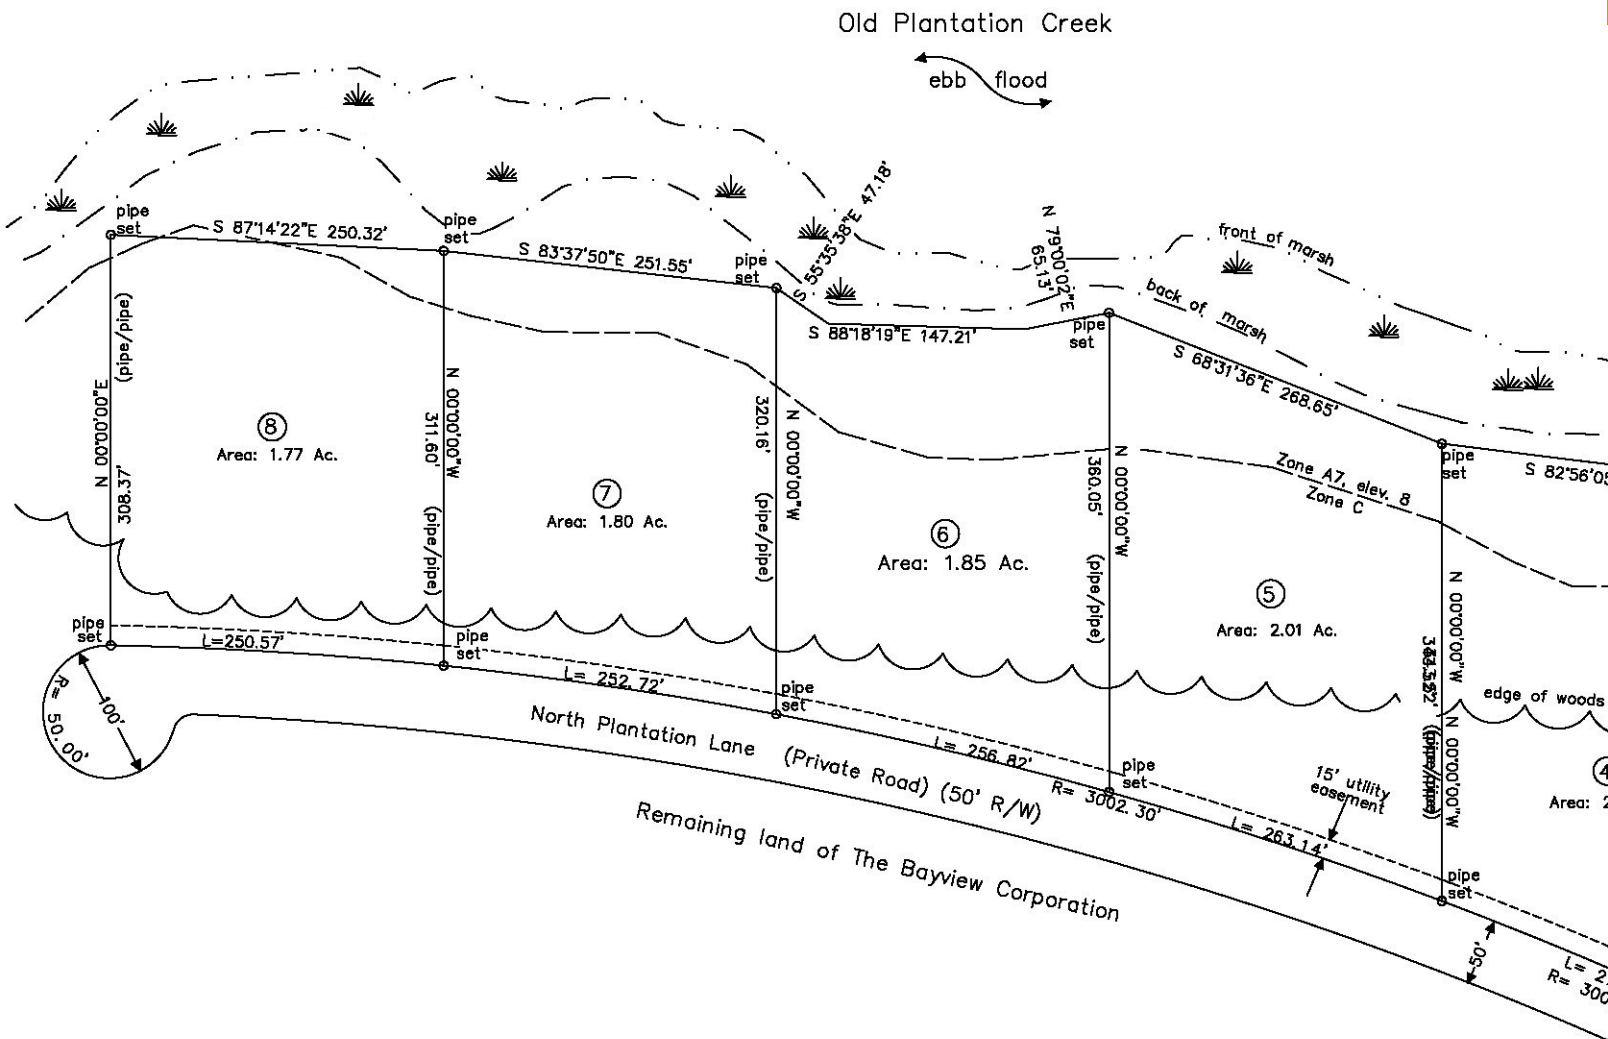 Old Plantation Creek
ebb flood
pipe
set
S 87°14'22"E 250.32'
pipe
set
S 83°37'50"E 251.55'
pipe
set
S 55°35'38"E 47.18'
S 88°18'19"E 147.21'
N 79°00'02"E
65.13'
pipe
set
front of marsh
back of marsh
S 68°31'36"E 268.65'
pipe
set
S 82°56'05
N 00°00'00"E
308.37'
(pipe/pipe)
8
Area: 1.77 Ac.
N 00°00'00"W
311.60'
(pipe/pipe)
7
Area: 1.80 Ac.
N 00°00'00"W
320.16'
(pipe/pipe)
6
Area: 1.85 Ac.
N 00°00'00"W
360.05'
(pipe/pipe)
Zone A7, elev. 8
Zone C
5
Area: 2.01 Ac.
N 00°00'00"W
N 00°00'00"W
edge of woods
4
Area: 2
pipe
set
L=250.57'
pipe
set
L= 252.72'
pipe
set
L= 256.82'
pipe
set
R= 3002.30'
L= 263.14'
15' utility
easement
pipe
set
R= 50.00'
100'
North Plantation Lane (Private Road) (50' R/W)
Remaining land of The Bayview Corporation
50'
L= 27
R= 300